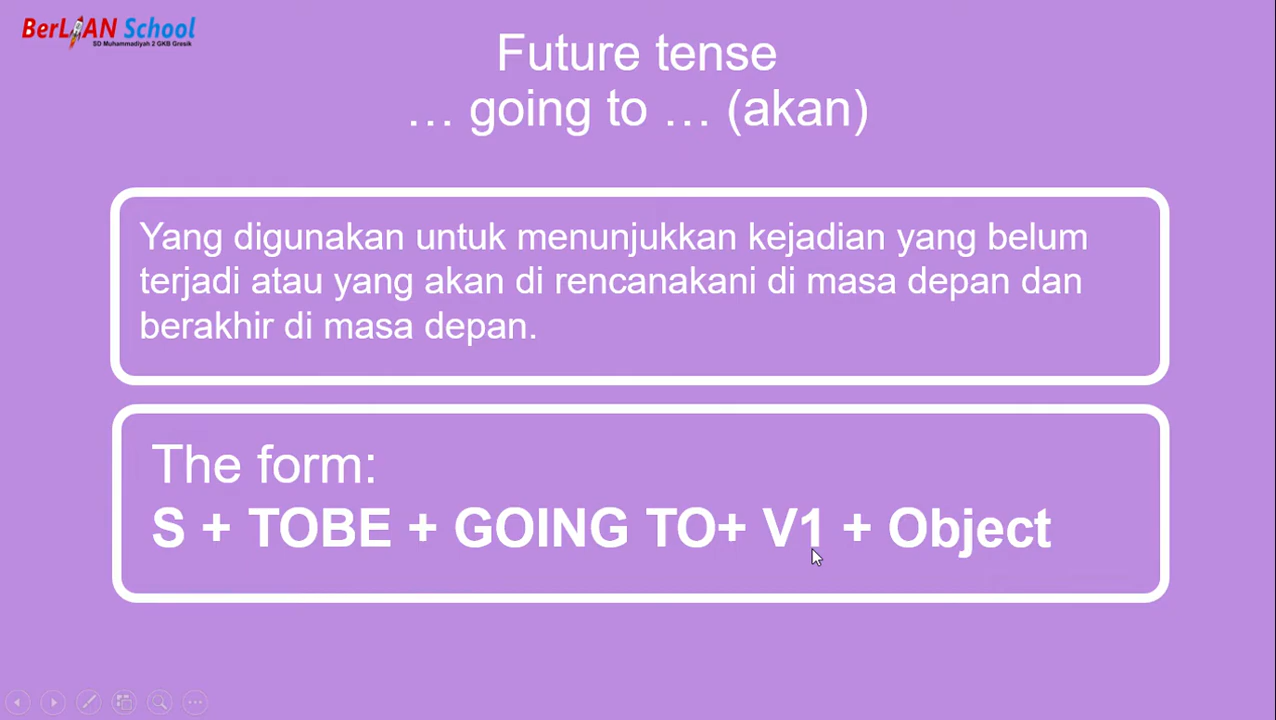 BerLIAN School
SD Muhammadiyah 2 GKB Gresik
Future tense
… going to … (akan)
Yang digunakan untuk menunjukkan kejadian yang belum
terjadi atau yang akan di rencanakani di masa depan dan
berakhir di masa depan.
The form:
S + TOBE + GOING TO+ V1 + Object